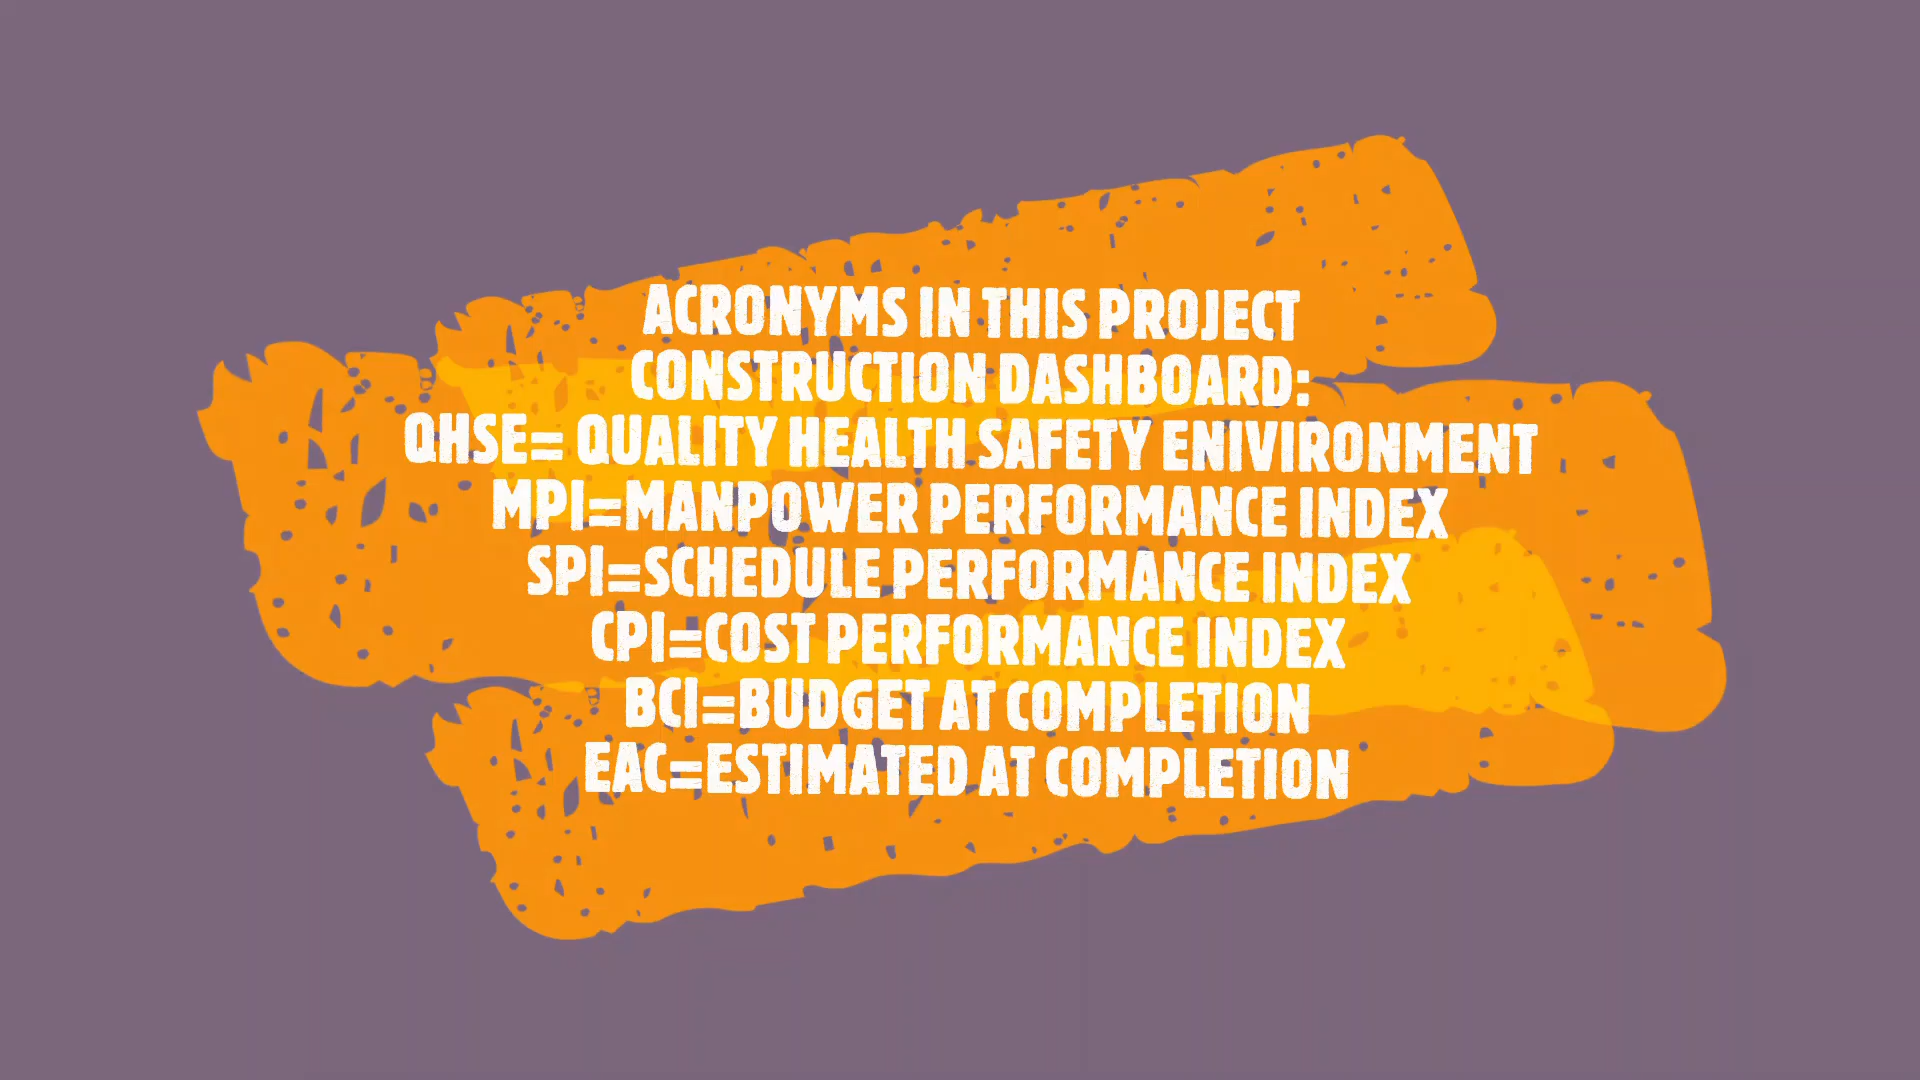 ACRONYMS IN THIS PROJECT
CONSTRUCTION DASHBOARD:
QHSE= QUALITY HEALTH SAFETY ENIVIRONMENT
MPI=MANPOWER PERFORMANCE INDEX
SPI=SCHEDULE PERFORMANCE INDEX
CPI=COST PERFORMANCE INDEX
BCI=BUDGET AT COMPLETION
EAC=ESTIMATED AT COMPLETION